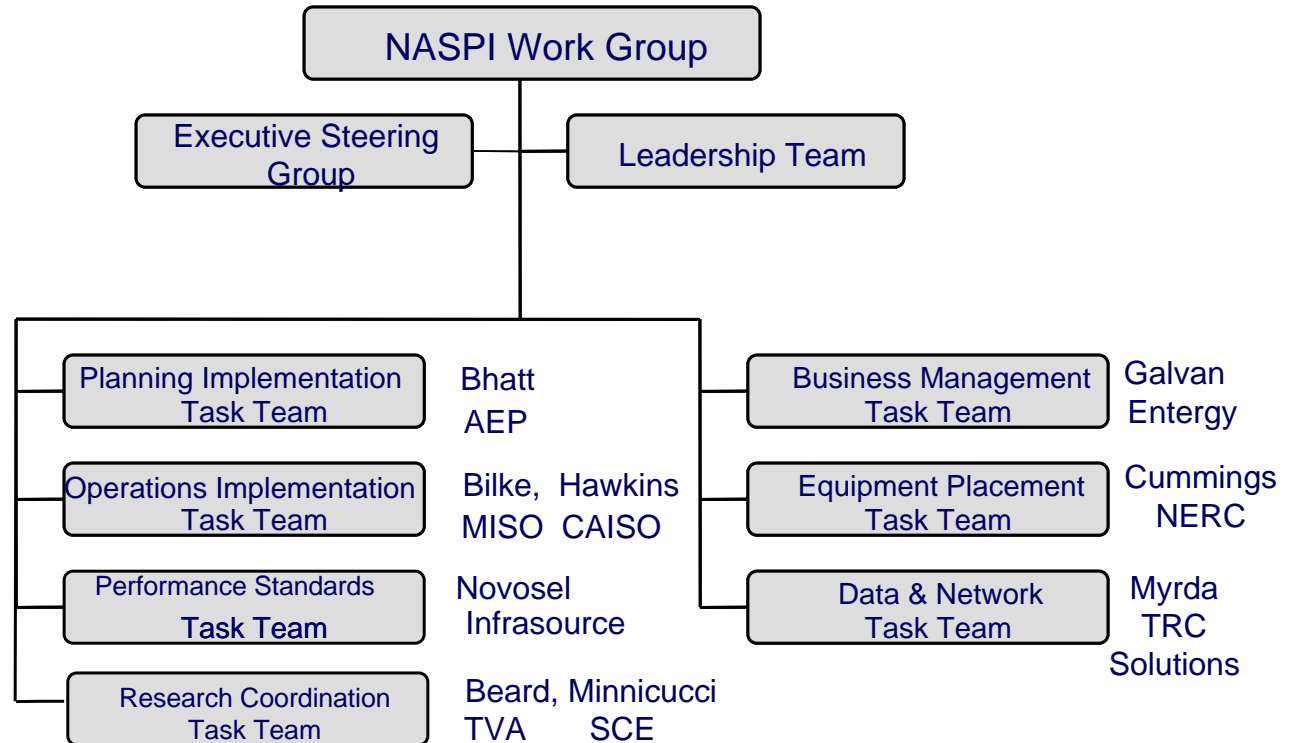 NASPI Work Group
Executive Steering
Group
Leadership Team
Planning Implementation
Task Team
Bhatt
AEP
Operations Implementation
Task Team
Bilke, Hawkins
MISO CAISO
Performance Standards
Task Team
Novosel
Infrasource
Research Coordination
Task Team
Beard, Minnicucci
TVA SCE
Business Management
Task Team
Galvan
Entergy
Equipment Placement
Task Team
Cummings
NERC
Data & Network
Task Team
Myrda
TRC
Solutions